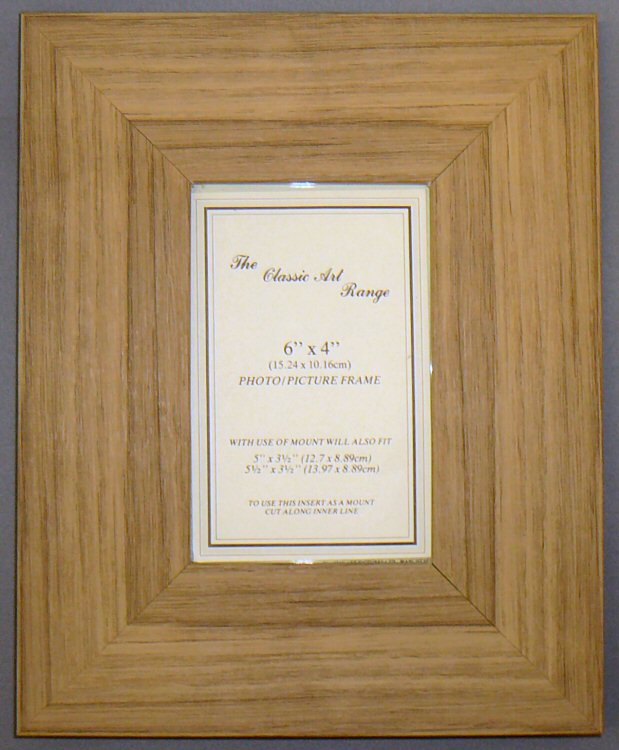 The
Classic Art
Range
6” x 4”
(15.24 x 10.16cm)
PHOTO/PICTURE FRAME
WITH USE OF MOUNT WILL ALSO FIT
5” x 3½” (12.7 x 8.89cm)
5½” x 3½” (13.97 x 8.89cm)
TO USE THIS INSERT AS A MOUNT
CUT ALONG INNER LINE